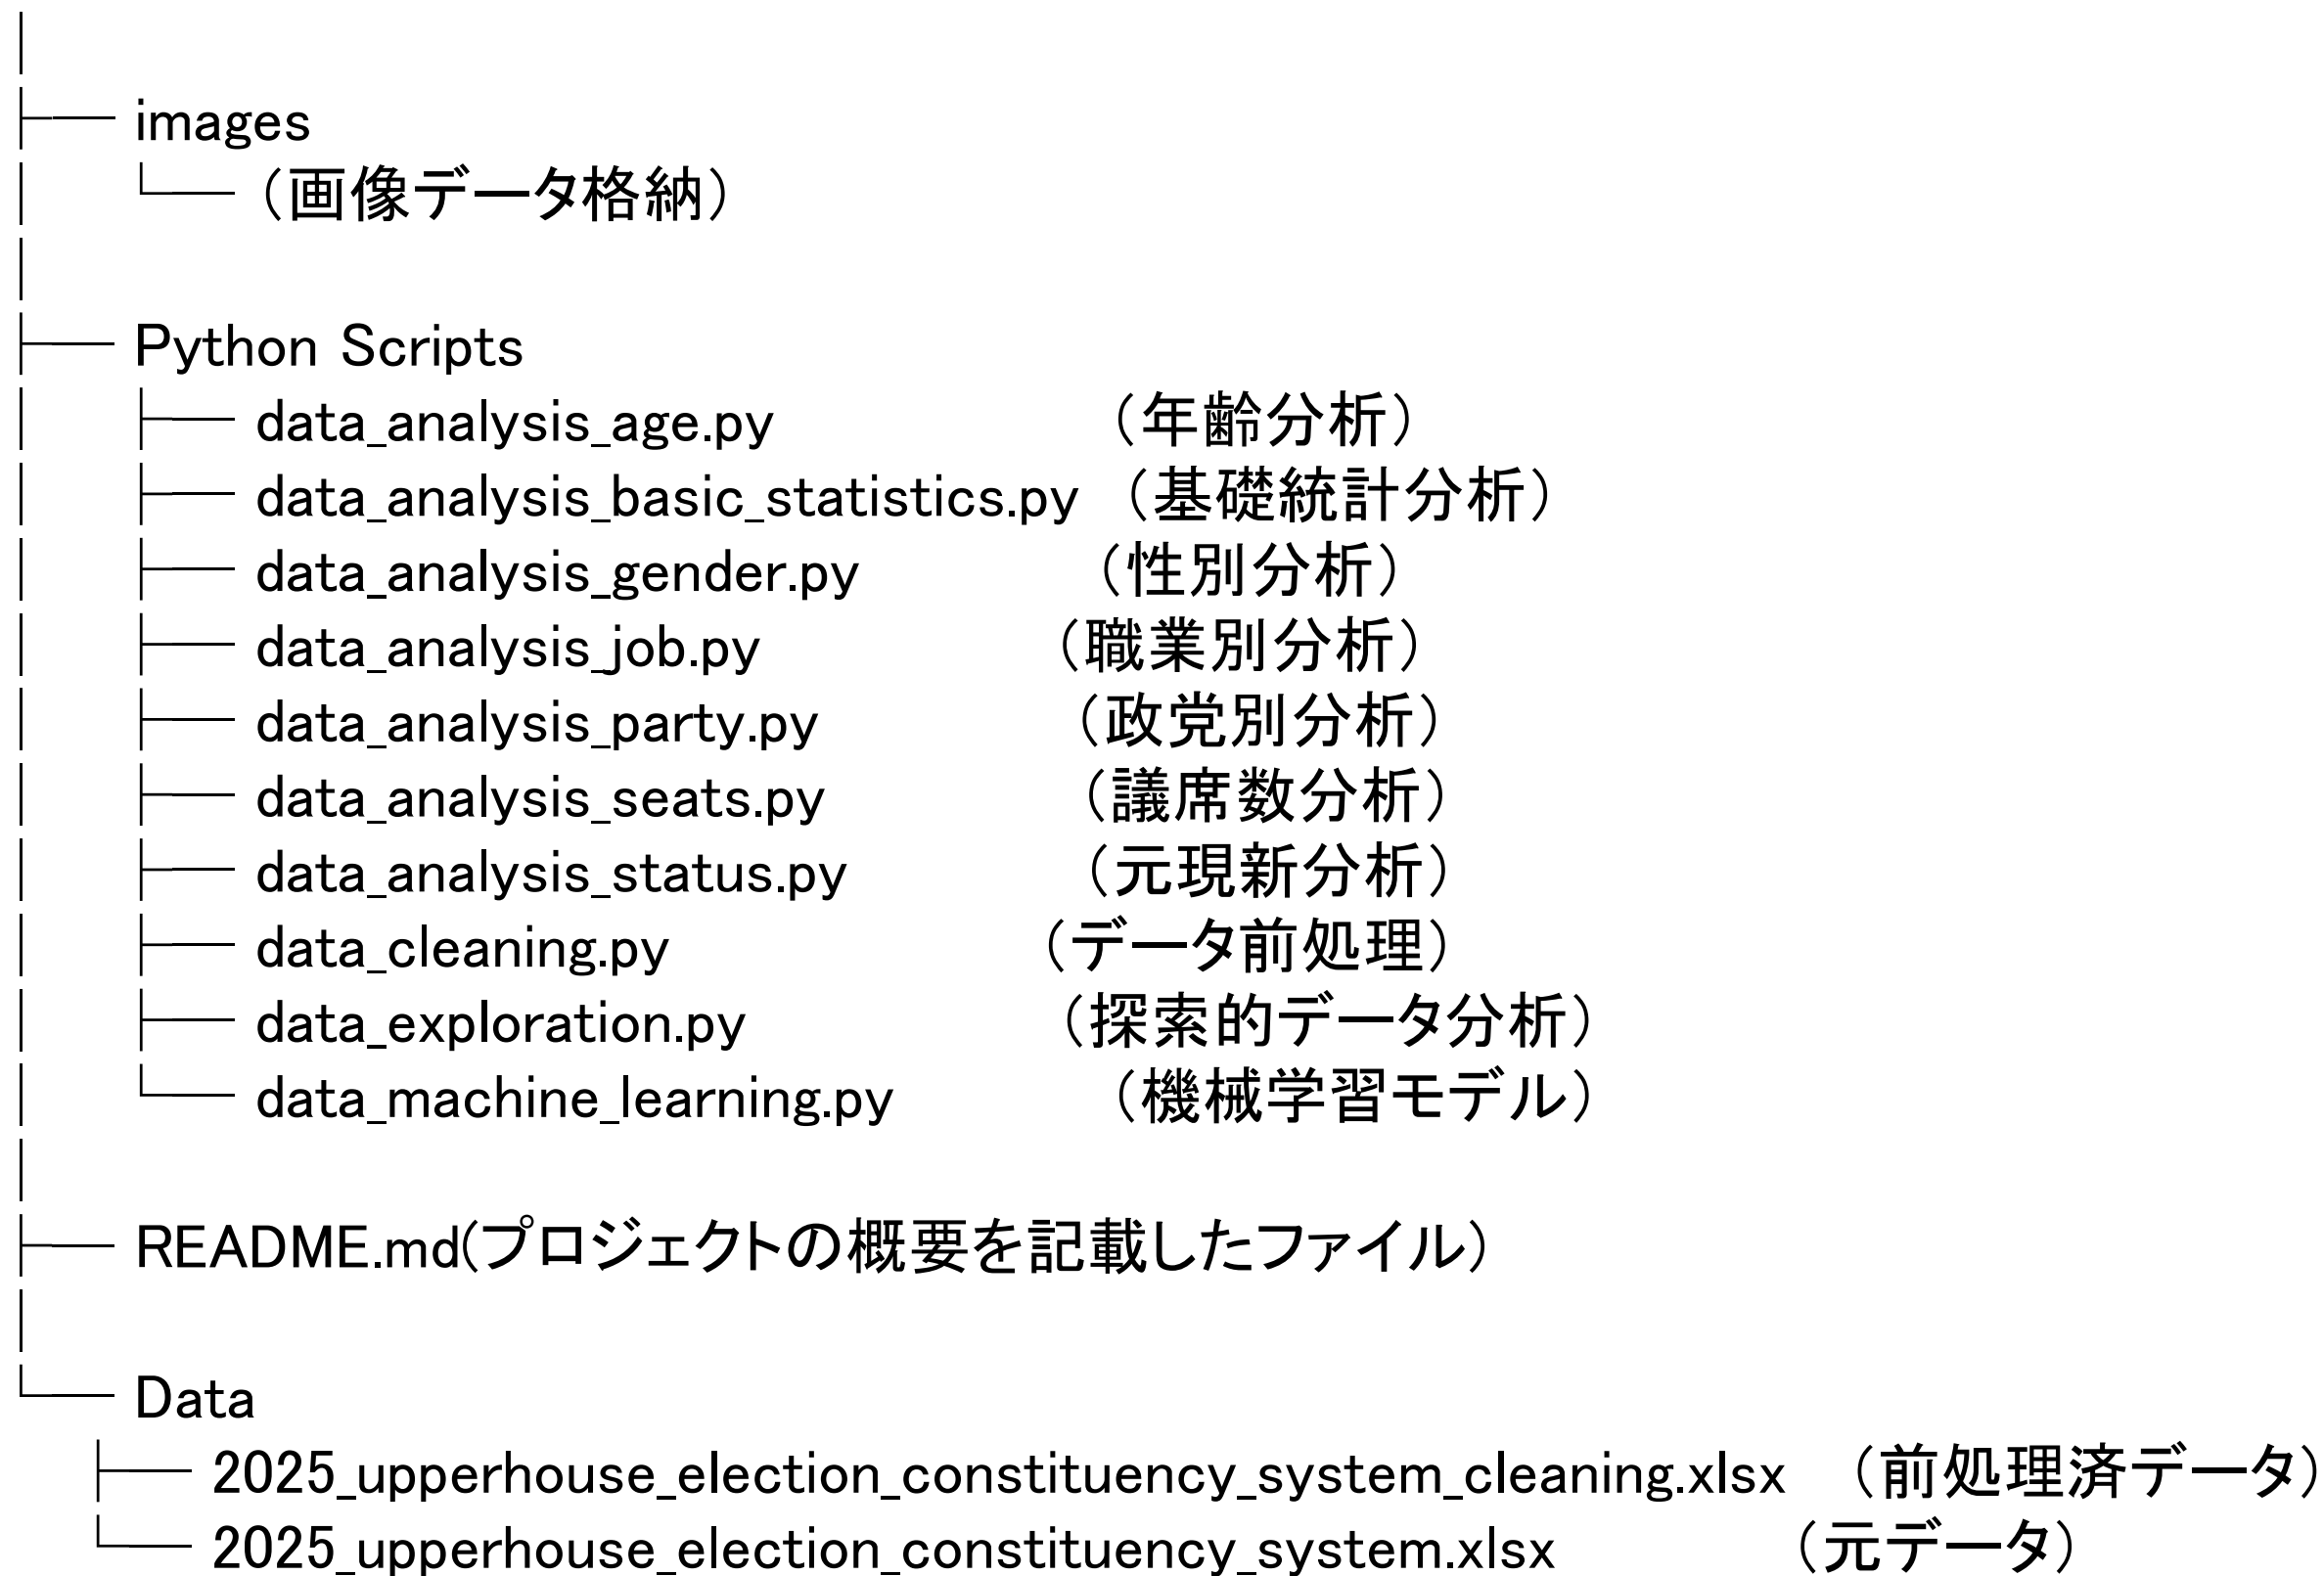 │
├── images
│   └── （画像データ格納）
│
├── Python Scripts
│   ├── data_analysis_age.py （年齢分析）
│   ├── data_analysis_basic_statistics.py （基礎統計分析）
│   ├── data_analysis_gender.py （性別分析）
│   ├── data_analysis_job.py （職業別分析）
│   ├── data_analysis_party.py （政党別分析）
│   ├── data_analysis_seats.py （議席数分析）
│   ├── data_analysis_status.py （元現新分析）
│   ├── data_cleaning.py （データ前処理）
│   ├── data_exploration.py （探索的データ分析）
│   └── data_machine_learning.py （機械学習モデル）
│
├── README.md(プロジェクトの概要を記載したファイル）
│
└── Data
    ├── 2025_upperhouse_election_constituency_system_cleaning.xlsx （前処理済データ）
    └── 2025_upperhouse_election_constituency_system.xlsx （元データ）